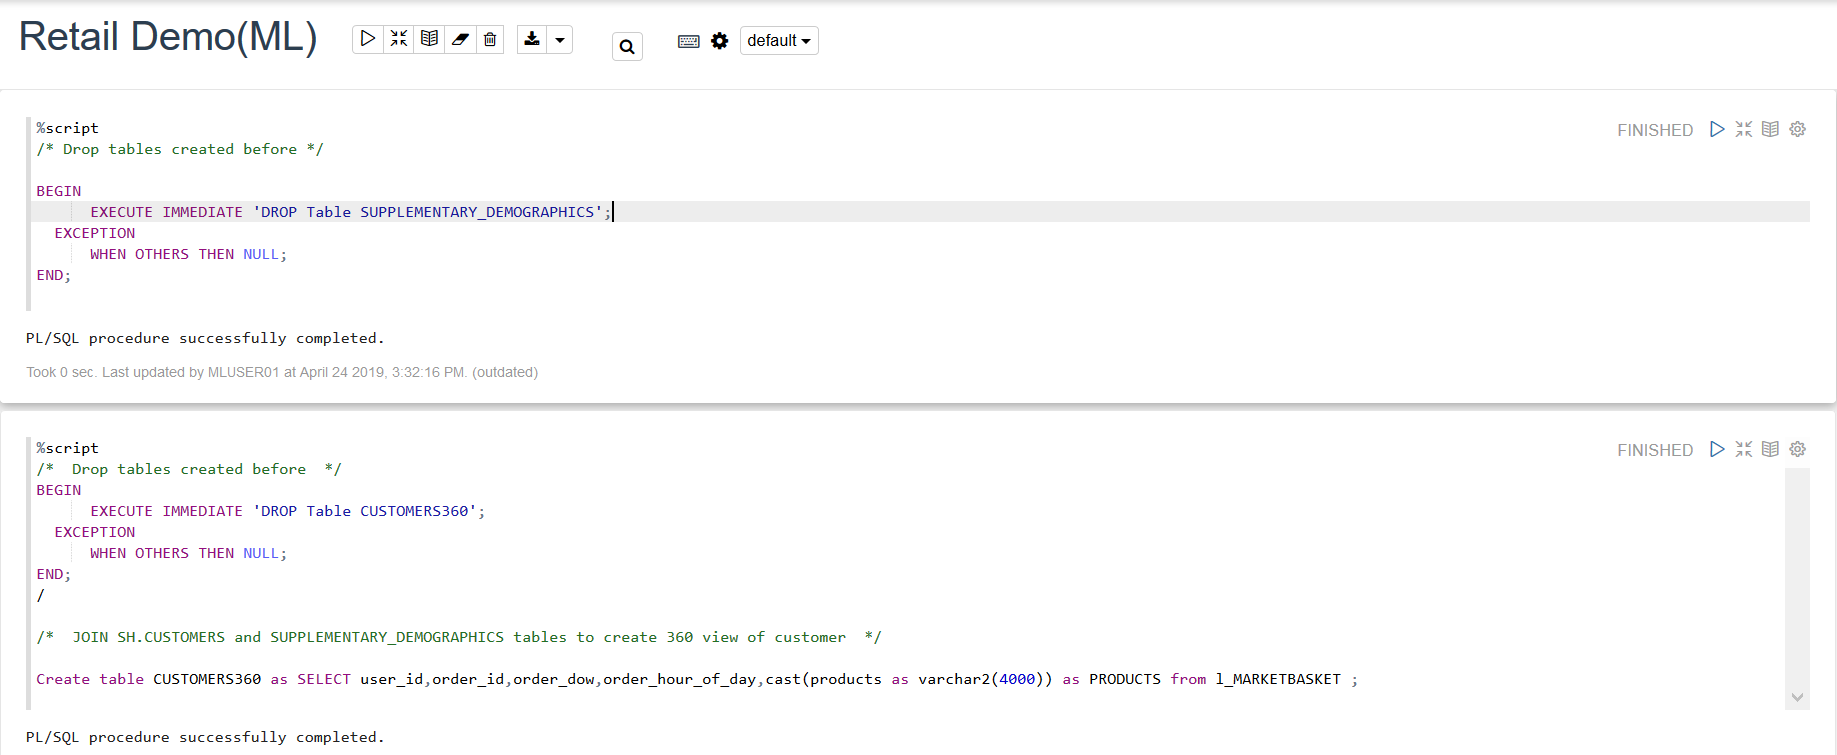 Retail Demo(ML)
default
%script
FINISHED
/* Drop tables created before */
BEGIN
EXECUTE IMMEDIATE 'DROP Table SUPPLEMENTARY_DEMOGRAPHICS';
EXCEPTION
WHEN OTHERS THEN NULL;
END;
PL/SQL procedure successfully completed.
Took 0 sec. Last updated by MLUSER01 at April 24 2019, 3:32:16 PM. (outdated)
%script
FINISHED
/*  Drop tables created before  */
BEGIN
EXECUTE IMMEDIATE 'DROP Table CUSTOMERS360';
EXCEPTION
WHEN OTHERS THEN NULL;
END;
/
/*  JOIN SH.CUSTOMERS and SUPPLEMENTARY_DEMOGRAPHICS tables to create 360 view of customer  */
Create table CUSTOMERS360 as SELECT user_id,order_id,order_dow,order_hour_of_day,cast(products as varchar2(4000)) as PRODUCTS from l_MARKETBASKET ;
PL/SQL procedure successfully completed.